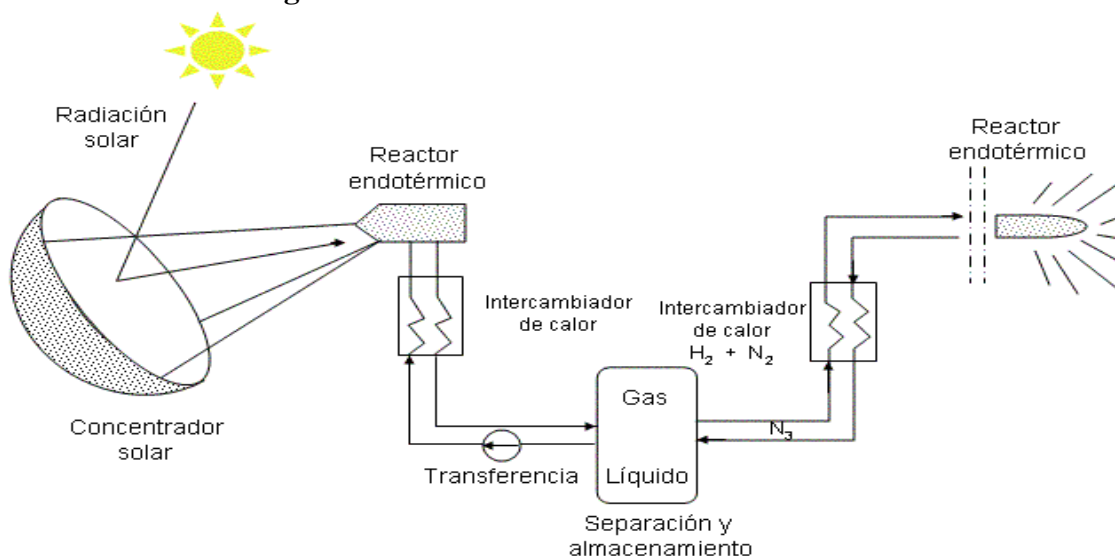 Radiación
solar
Reactor
endotérmico
Reactor
endotérmico
Intercambiador
de calor
Intercambiador
de calor
H₂ + N₂
Gas
N₃
Líquido
Concentrador
solar
Transferencia
Separación y
almacenamiento